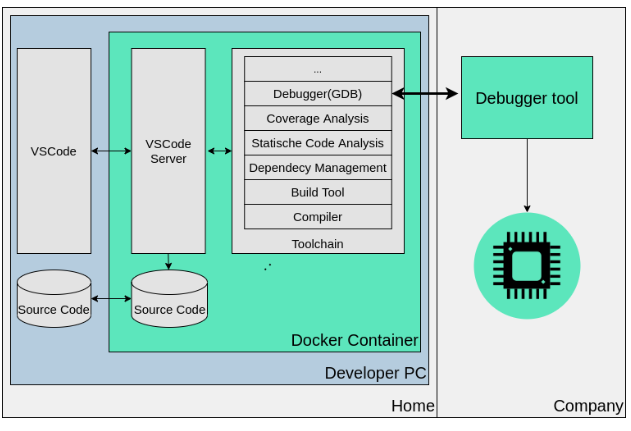 VSCode
VSCode
Server
...
Debugger(GDB)
Coverage Analysis
Statische Code Analysis
Dependecy Management
Build Tool
Compiler
Toolchain
Debugger tool
Source Code
Source Code
Docker Container
Developer PC
Home
Company